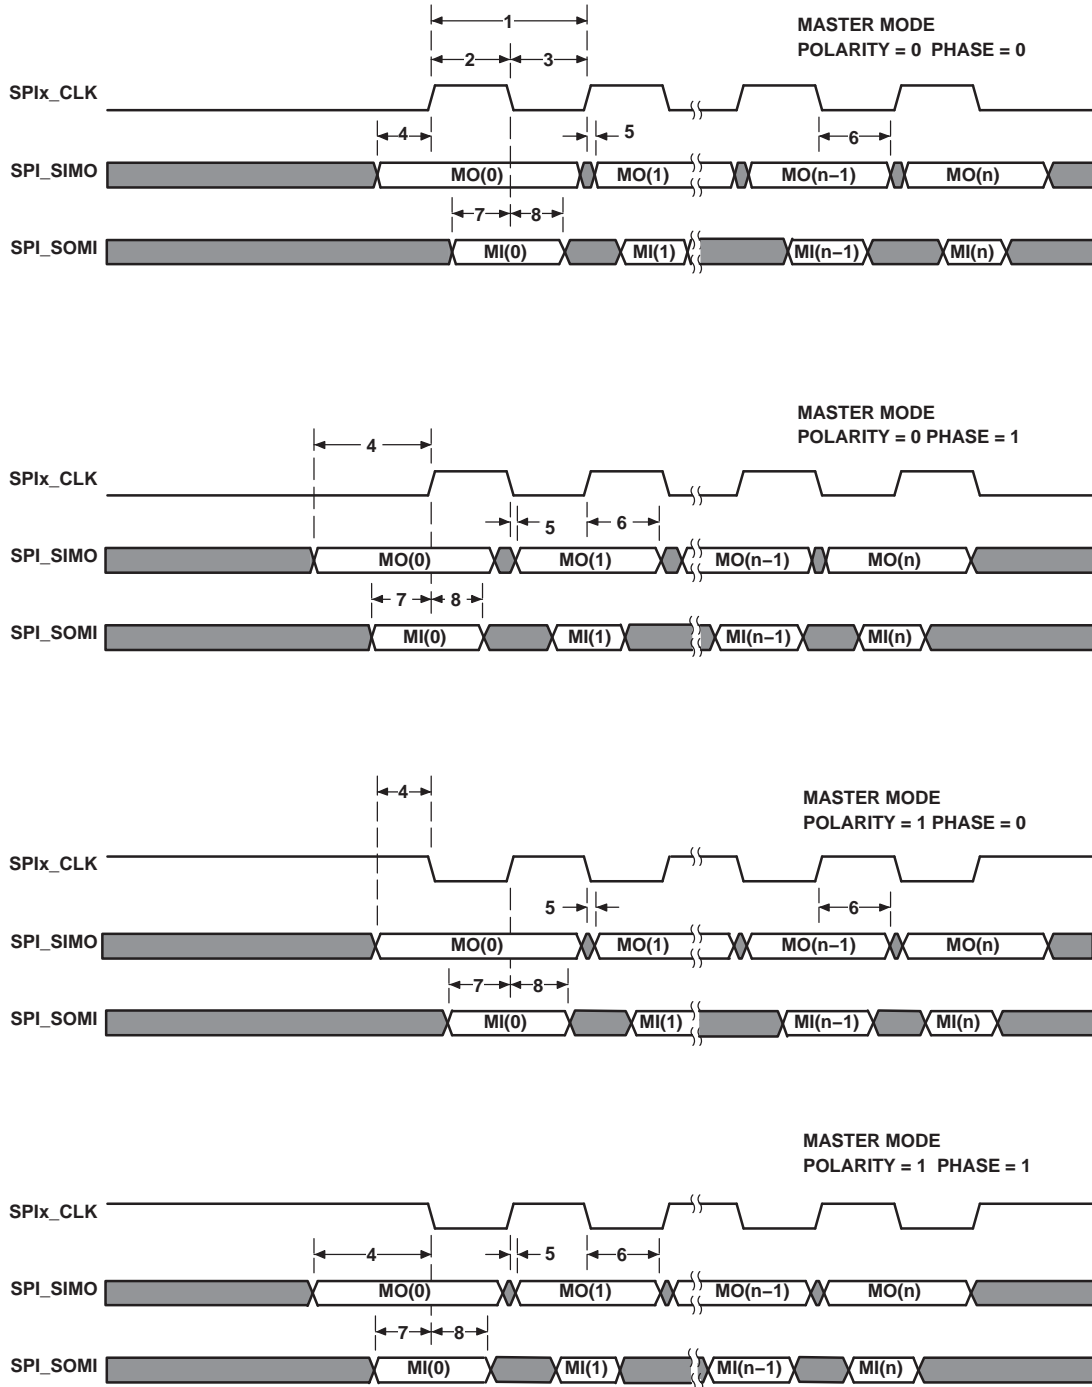 1
MASTER MODE
POLARITY = 0 PHASE = 0
2 3
SPIx_CLK
4 5 6
SPI_SIMO MO(0) MO(1) MO(n−1) MO(n)
7 8
SPI_SOMI MI(0) MI(1) MI(n−1) MI(n)
MASTER MODE
POLARITY = 0 PHASE = 1
4
SPIx_CLK
5 6
SPI_SIMO MO(0) MO(1) MO(n−1) MO(n)
7 8
SPI_SOMI MI(0) MI(1) MI(n−1) MI(n)
4
MASTER MODE
POLARITY = 1 PHASE = 0
SPIx_CLK
5 6
SPI_SIMO MO(0) MO(1) MO(n−1) MO(n)
7 8
SPI_SOMI MI(0) MI(1) MI(n−1) MI(n)
MASTER MODE
POLARITY = 1 PHASE = 1
SPIx_CLK
4 5 6
SPI_SIMO MO(0) MO(1) MO(n−1) MO(n)
7 8
SPI_SOMI MI(0) MI(1) MI(n−1) MI(n)